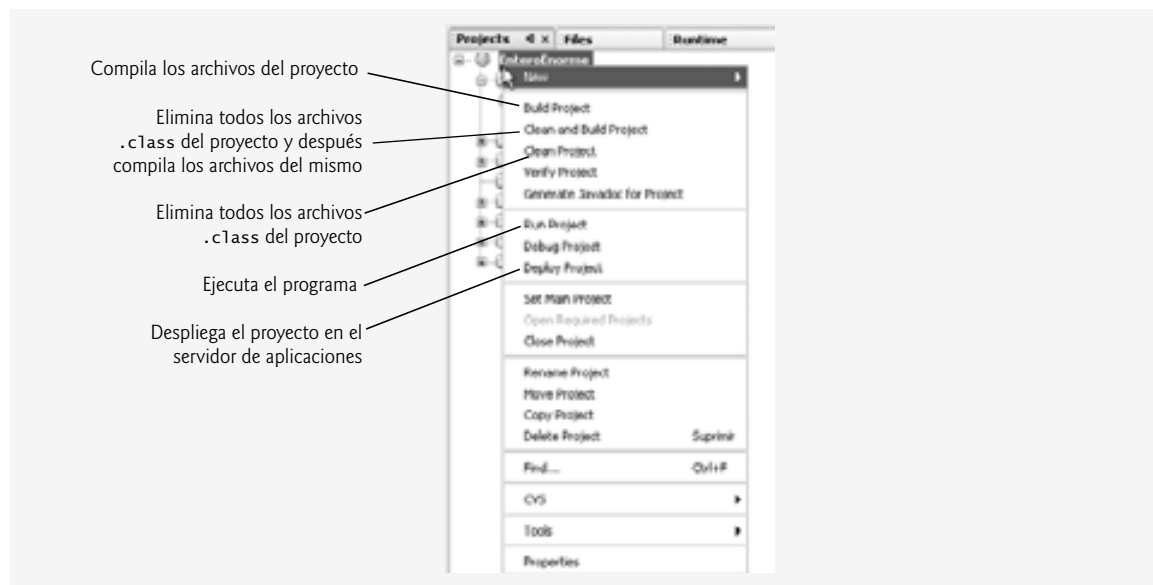 Projects
Files
Runtime
EnteroEnorme
New
Build Project
Clean and Build Project
Clean Project
Verify Project
Generate Javadoc for Project
Run Project
Debug Project
Deploy Project
Set Main Project
Open Required Projects
Close Project
Rename Project
Move Project
Copy Project
Delete Project Suprimir
Find... Ctrl+F
CVS
Tools
Properties
Compila los archivos del proyecto
Elimina todos los archivos
.class del proyecto y después
compila los archivos del mismo
Elimina todos los archivos
.class del proyecto
Ejecuta el programa
Despliega el proyecto en el
servidor de aplicaciones